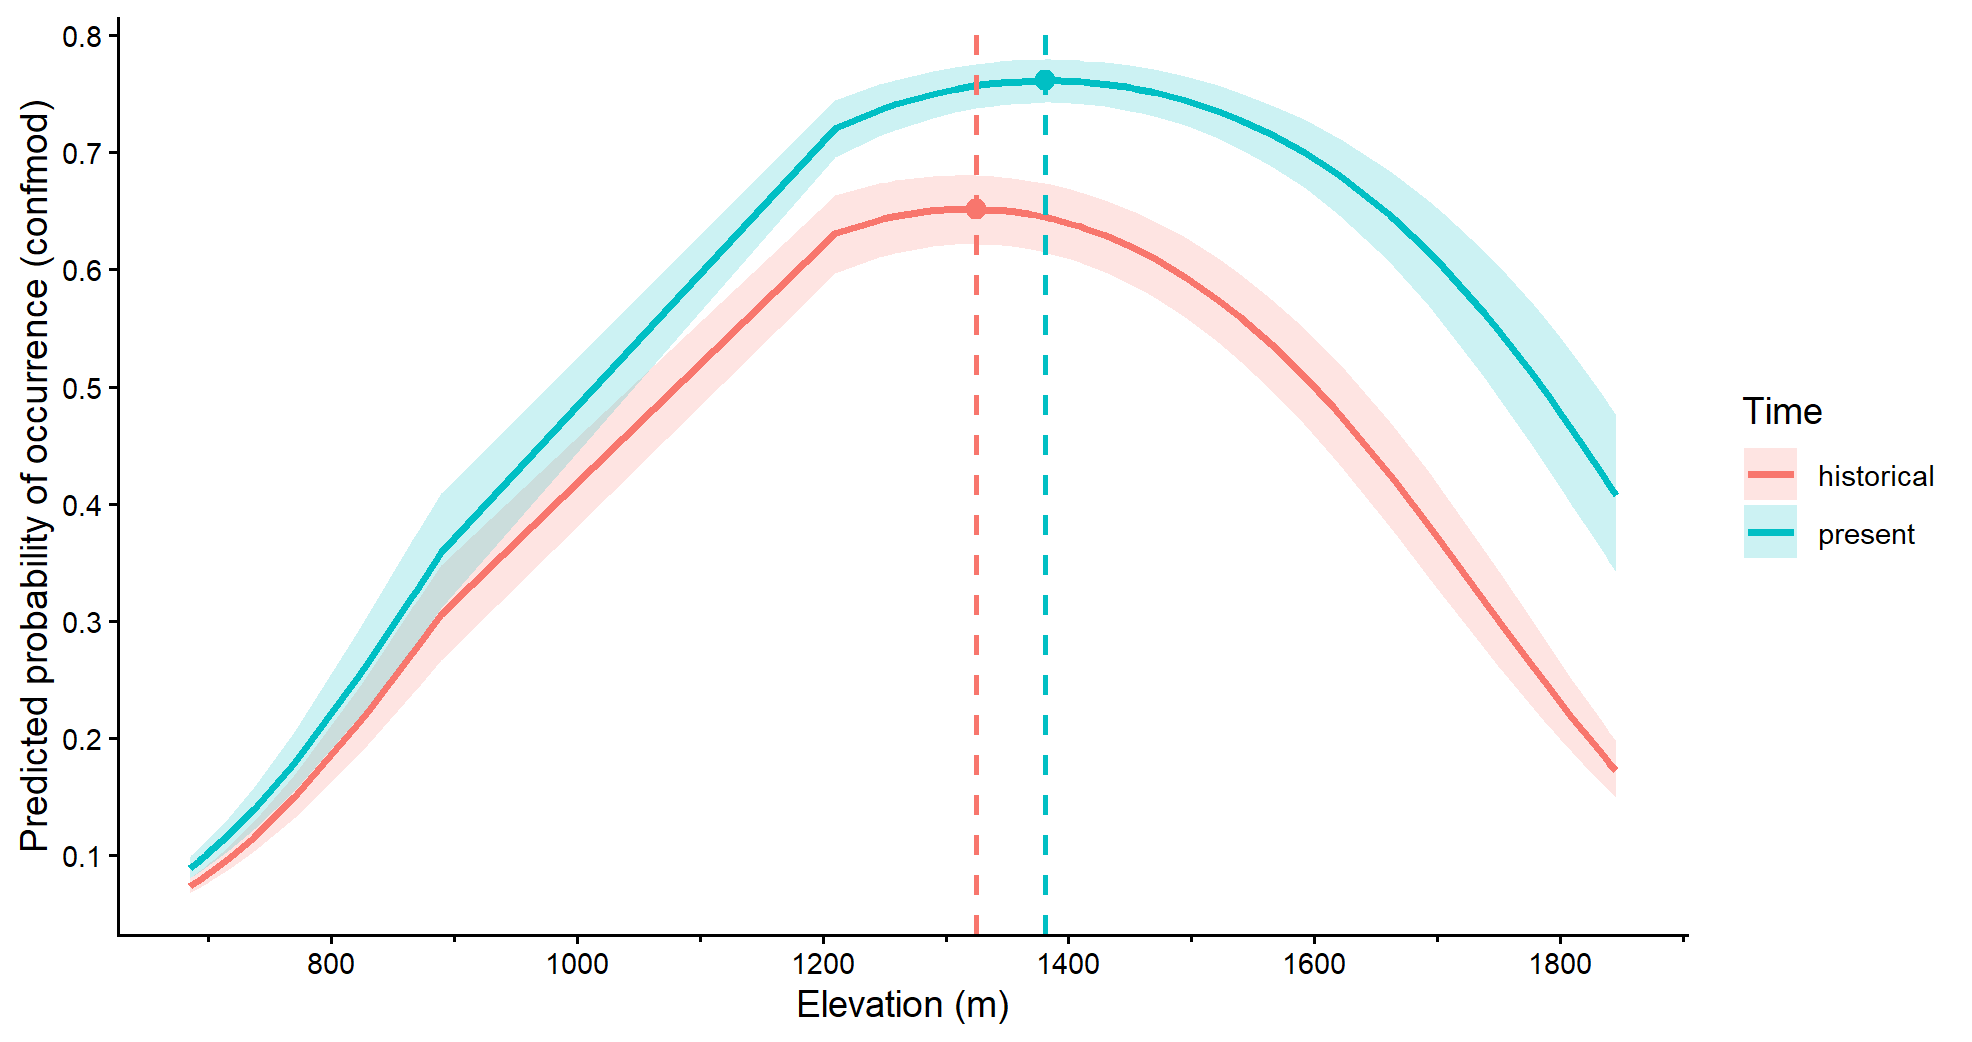 Predicted probability of occurrence (confmod)
0.8
0.7
0.6
0.5
0.4
0.3
0.2
0.1
800 1000 1200 1400 1600 1800
Elevation (m)
Time
historical
present